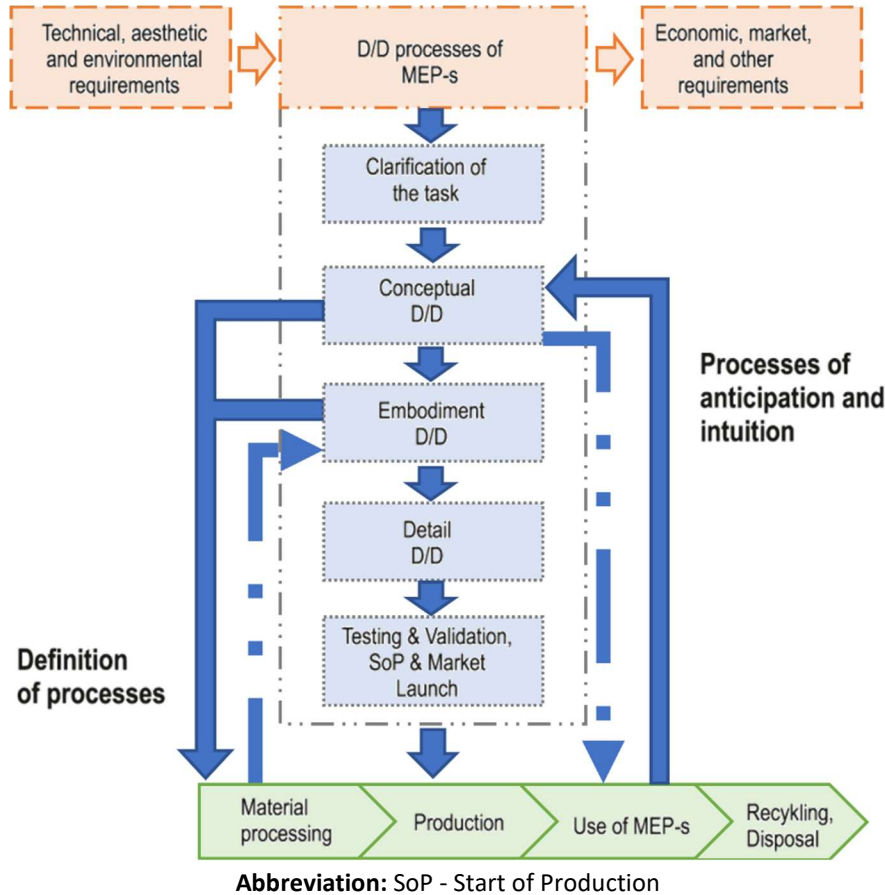 Technical, aesthetic
and environmental
requirements
D/D processes of
MEP-s
Economic, market,
and other
requirements
Clarification of
the task
Conceptual
D/D
Processes of
anticipation and
intuition
Embodiment
D/D
Detail
D/D
Testing & Validation,
SoP & Market
Launch
Definition
of processes
Material
processing
Production
Use of MEP-s
Recykling,
Disposal
Abbreviation: SoP - Start of Production